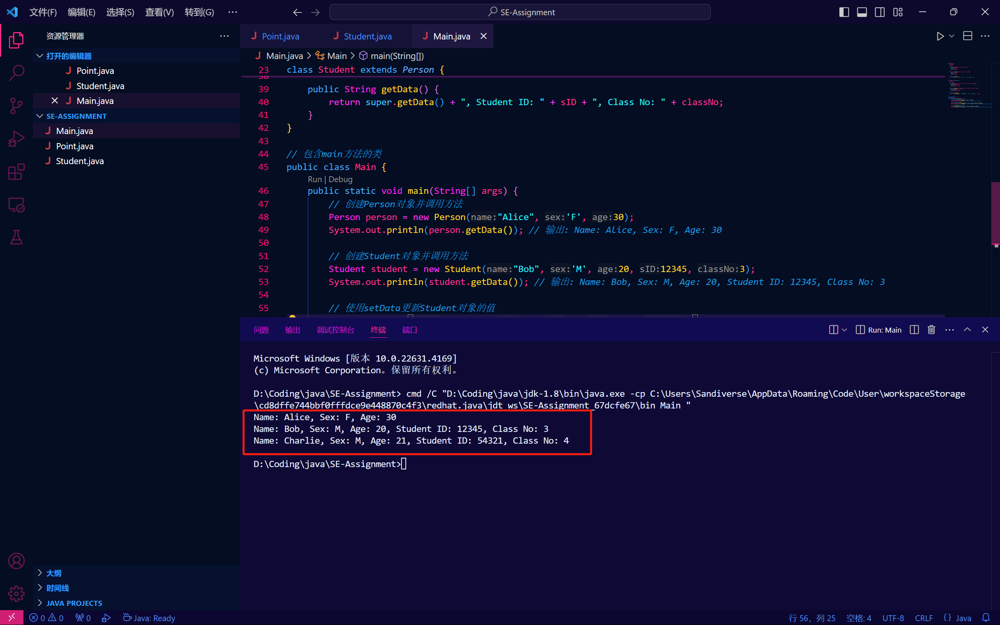 文件(F) 编辑(E) 选择(S) 查看(V) 转到(G) ··· SE-Assignment
资源管理器
打开的编辑器
Point.java
Student.java
Main.java
SE-ASSIGNMENT
Main.java
Point.java
Student.java
大纲
时间线
JAVA PROJECTS
Point.java Student.java Main.java
Main.java > Main > main(String[])
23 class Student extends Person {
38
39 public String getData() {
40 return super.getData() + ", Student ID: " + sID + ", Class No: " + classNo;
41 }
42 }
43
44 // 包含main方法的类
45 public class Main {
Run | Debug
46 public static void main(String[] args) {
47 // 创建Person对象并调用方法
48 Person person = new Person(name:"Alice", sex:'F', age:30);
49 System.out.println(person.getData()); // 输出: Name: Alice, Sex: F, Age: 30
50
51 // 创建Student对象并调用方法
52 Student student = new Student(name:"Bob", sex:'M', age:20, sID:12345, classNo:3);
53 System.out.println(student.getData()); // 输出: Name: Bob, Sex: M, Age: 20, Student ID: 12345, Class No: 3
54
55 // 使用setData更新Student对象的值
问题 输出 调试控制台 终端 端口 Run: Main
Microsoft Windows [版本 10.0.22631.4169]
(c) Microsoft Corporation。保留所有权利。
D:\Coding\java\SE-Assignment> cmd /C "D:\Coding\java\jdk-1.8\bin\java.exe -cp C:\Users\Sandiverse\AppData\Roaming\Code\User\workspaceStorage
\cd8dffe744bbf0fffdce9e448870c4f3\redhat.java\jdt_ws\SE-Assignment_67dcfe67\bin Main "
Name: Alice, Sex: F, Age: 30
Name: Bob, Sex: M, Age: 20, Student ID: 12345, Class No: 3
Name: Charlie, Sex: M, Age: 21, Student ID: 54321, Class No: 4
D:\Coding\java\SE-Assignment>
0 0 0 Java: Ready 行 56，列 25 空格: 4 UTF-8 CRLF {} Java